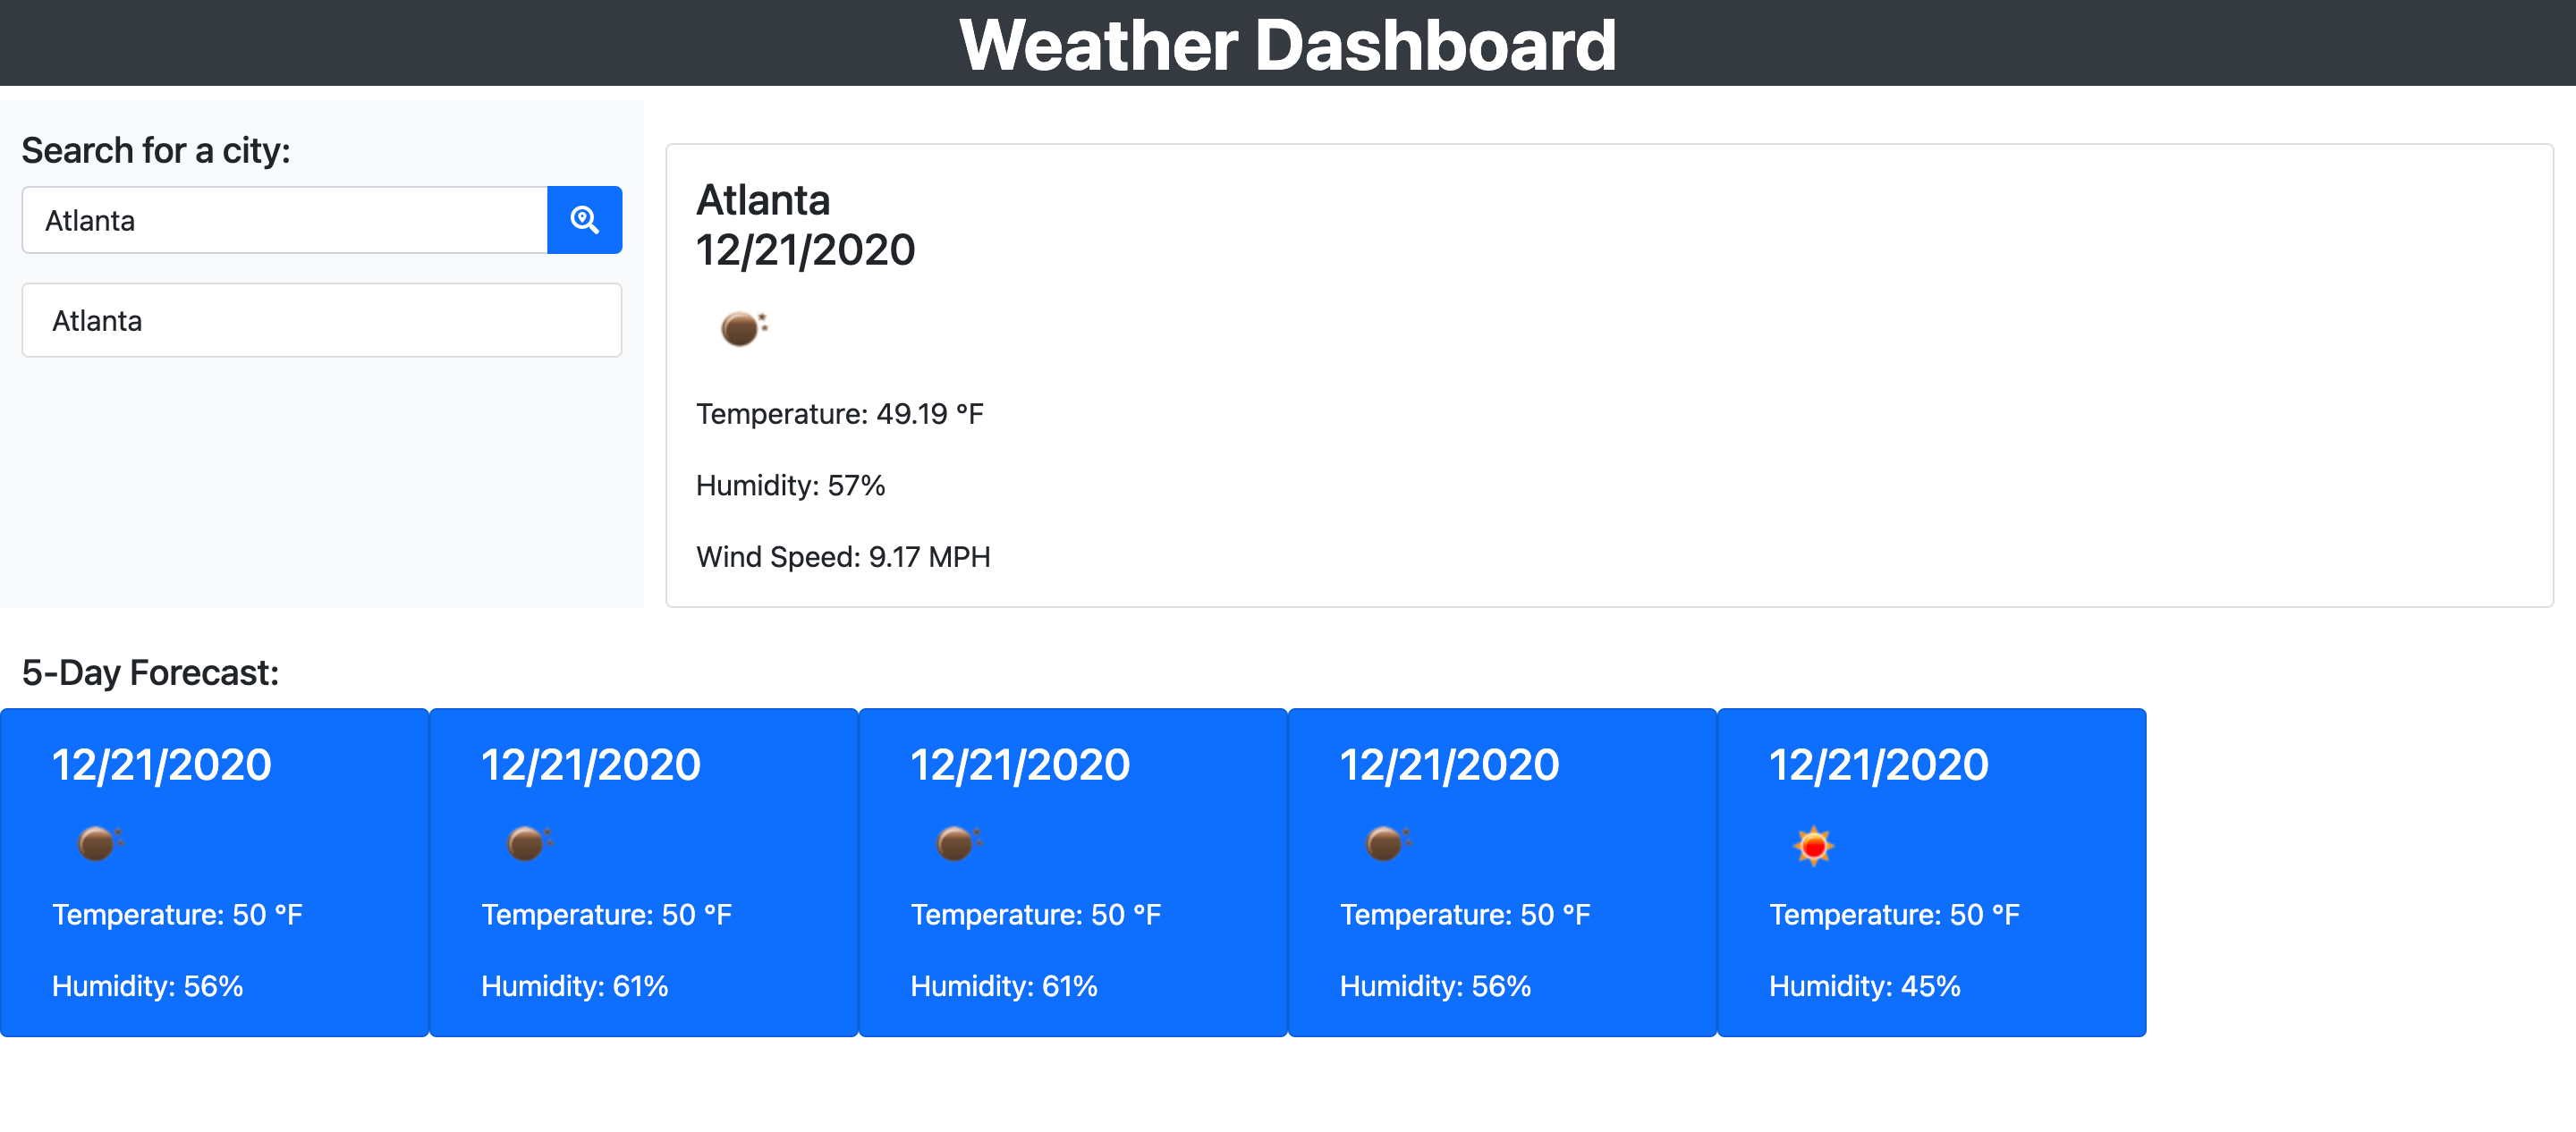 Weather Dashboard
Search for a city:
Atlanta
Atlanta
Atlanta
12/21/2020
Temperature: 49.19 °F
Humidity: 57%
Wind Speed: 9.17 MPH
5-Day Forecast:
12/21/2020
Temperature: 50 °F
Humidity: 56%
12/21/2020
Temperature: 50 °F
Humidity: 61%
12/21/2020
Temperature: 50 °F
Humidity: 61%
12/21/2020
Temperature: 50 °F
Humidity: 56%
12/21/2020
Temperature: 50 °F
Humidity: 45%